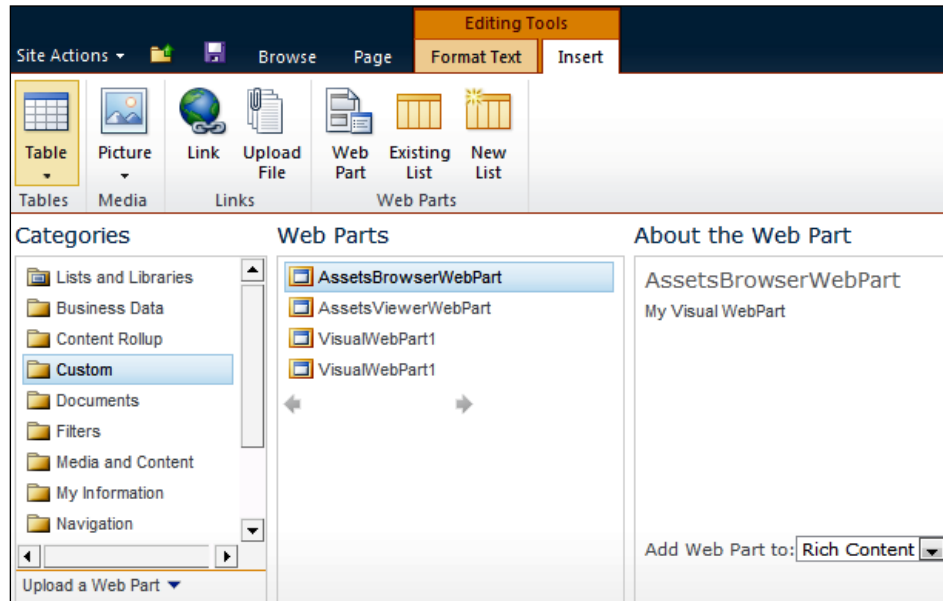 Editing Tools
Site Actions Browse Page Format Text Insert
Table Picture Link Upload File Web Part Existing List New List
Tables Media Links Web Parts
Categories Web Parts About the Web Part
Lists and Libraries
Business Data
Content Rollup
Custom
Documents
Filters
Media and Content
My Information
Navigation
Upload a Web Part
AssetsBrowserWebPart
AssetsViewerWebPart
VisualWebPart1
VisualWebPart1
AssetsBrowserWebPart
My Visual WebPart
Add Web Part to: Rich Content